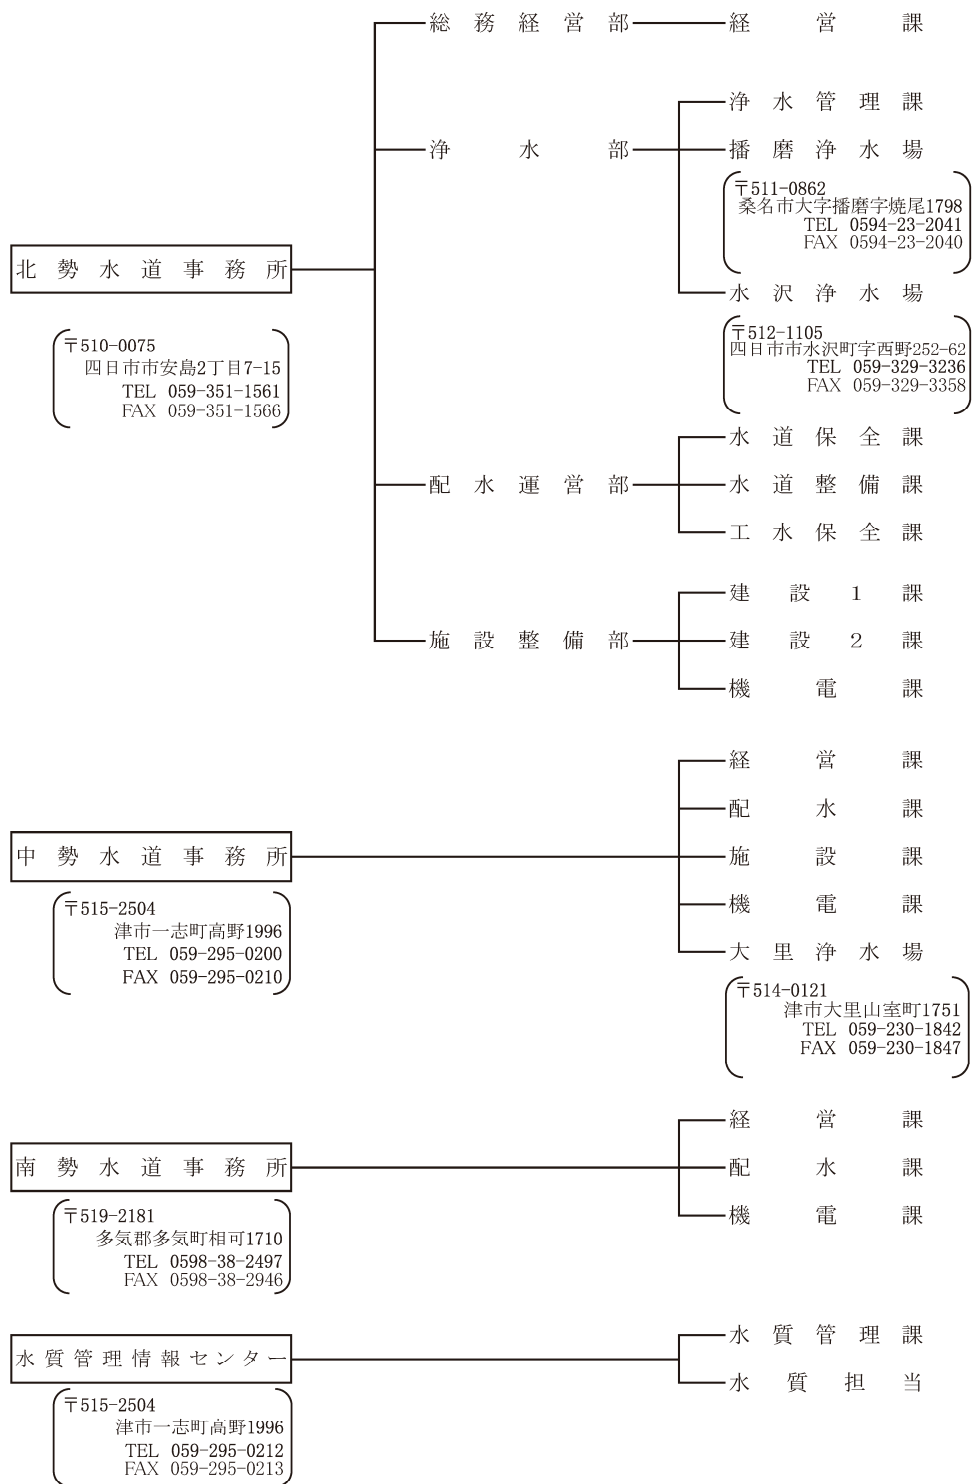 総務経営部
経営課
浄水管理課
浄水部
播磨浄水場
〒511-0862
桑名市大字播磨字焼尾1798
TEL 0594-23-2041
FAX 0594-23-2040
北勢水道事務所
〒510-0075
四日市市安島2丁目7-15
TEL 059-351-1561
FAX 059-351-1566
水沢浄水場
〒512-1105
四日市市水沢町字西野252-62
TEL 059-329-3236
FAX 059-329-3358
水道保全課
配水運営部
水道整備課
工水保全課
建設1課
施設整備部
建設2課
機電課
経営課
配水課
中勢水道事務所
〒515-2504
津市一志町高野1996
TEL 059-295-0200
FAX 059-295-0210
施設課
機電課
大里浄水場
〒514-0121
津市大里山室町1751
TEL 059-230-1842
FAX 059-230-1847
経営課
南勢水道事務所
〒519-2181
多気郡多気町相可1710
TEL 0598-38-2497
FAX 0598-38-2946
配水課
機電課
水質管理情報センター
〒515-2504
津市一志町高野1996
TEL 059-295-0212
FAX 059-295-0213
水質管理課
水質担当